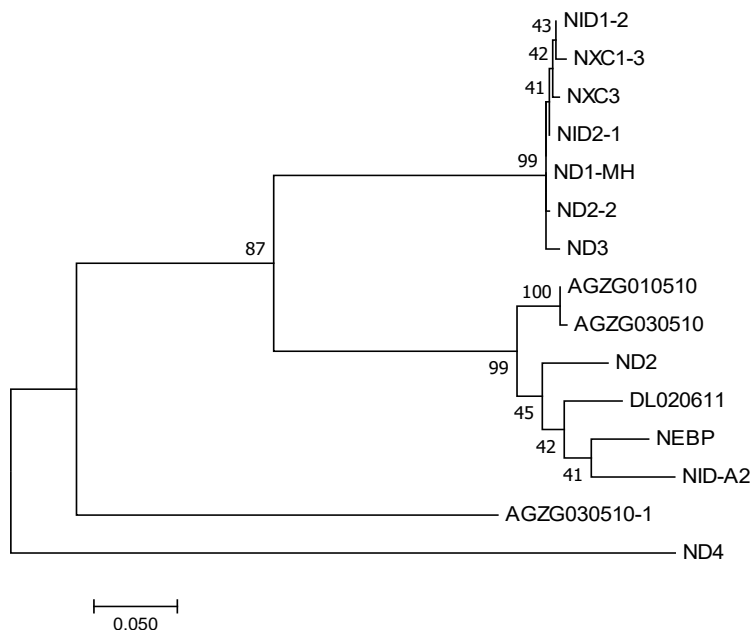 43 NID1-2
42 NXC1-3
41 NXC3
NID2-1
99 ND1-MH
ND2-2
87 ND3
100 AGZG010510
AGZG030510
99 ND2
45 DL020611
42 NEBP
41 NID-A2
AGZG030510-1
ND4
0.050